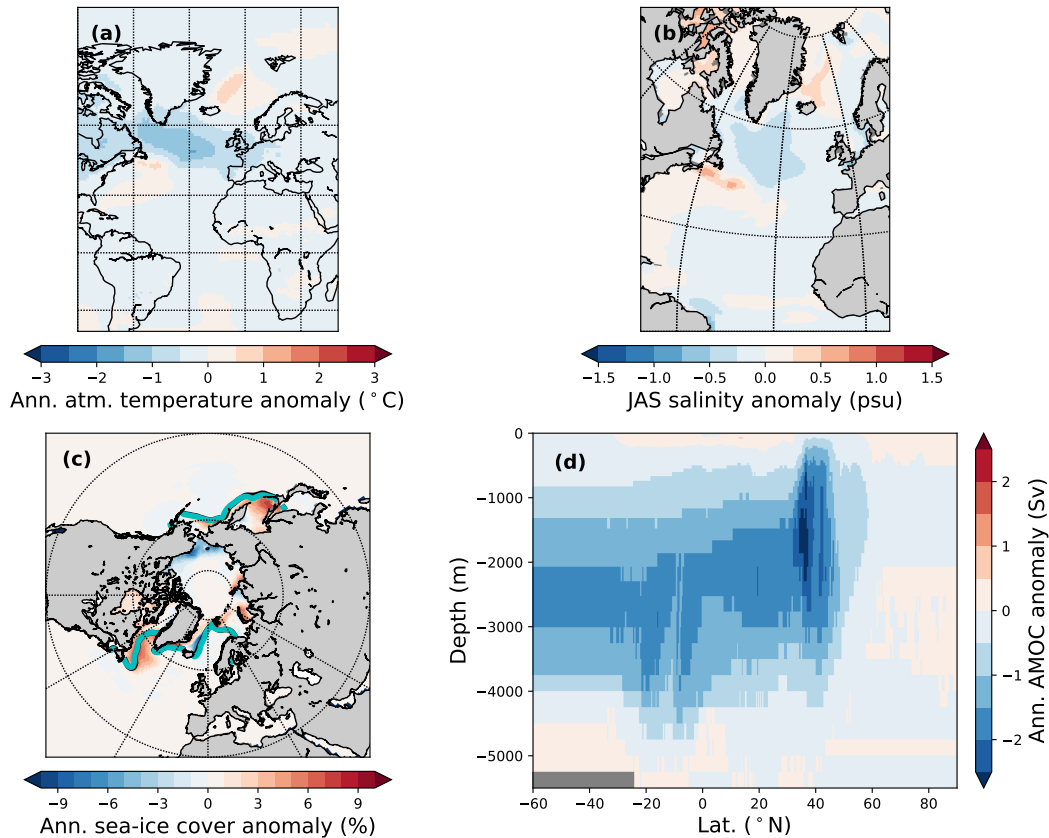 (a)
−3 −2 −1 0 1 2 3
Ann. atm. temperature anomaly (°C)
(b)
−1.5 −1.0 −0.5 0.0 0.5 1.0 1.5
JAS salinity anomaly (psu)
(c)
−9 −6 −3 0 3 6 9
Ann. sea-ice cover anomaly (%)
(d)
0
−1000
−2000
−3000
−4000
−5000
Depth (m)
−60 −40 −20 0 20 40 60 80
Lat. (°N)
2
1
0
−1
−2
Ann. AMOC anomaly (Sv)